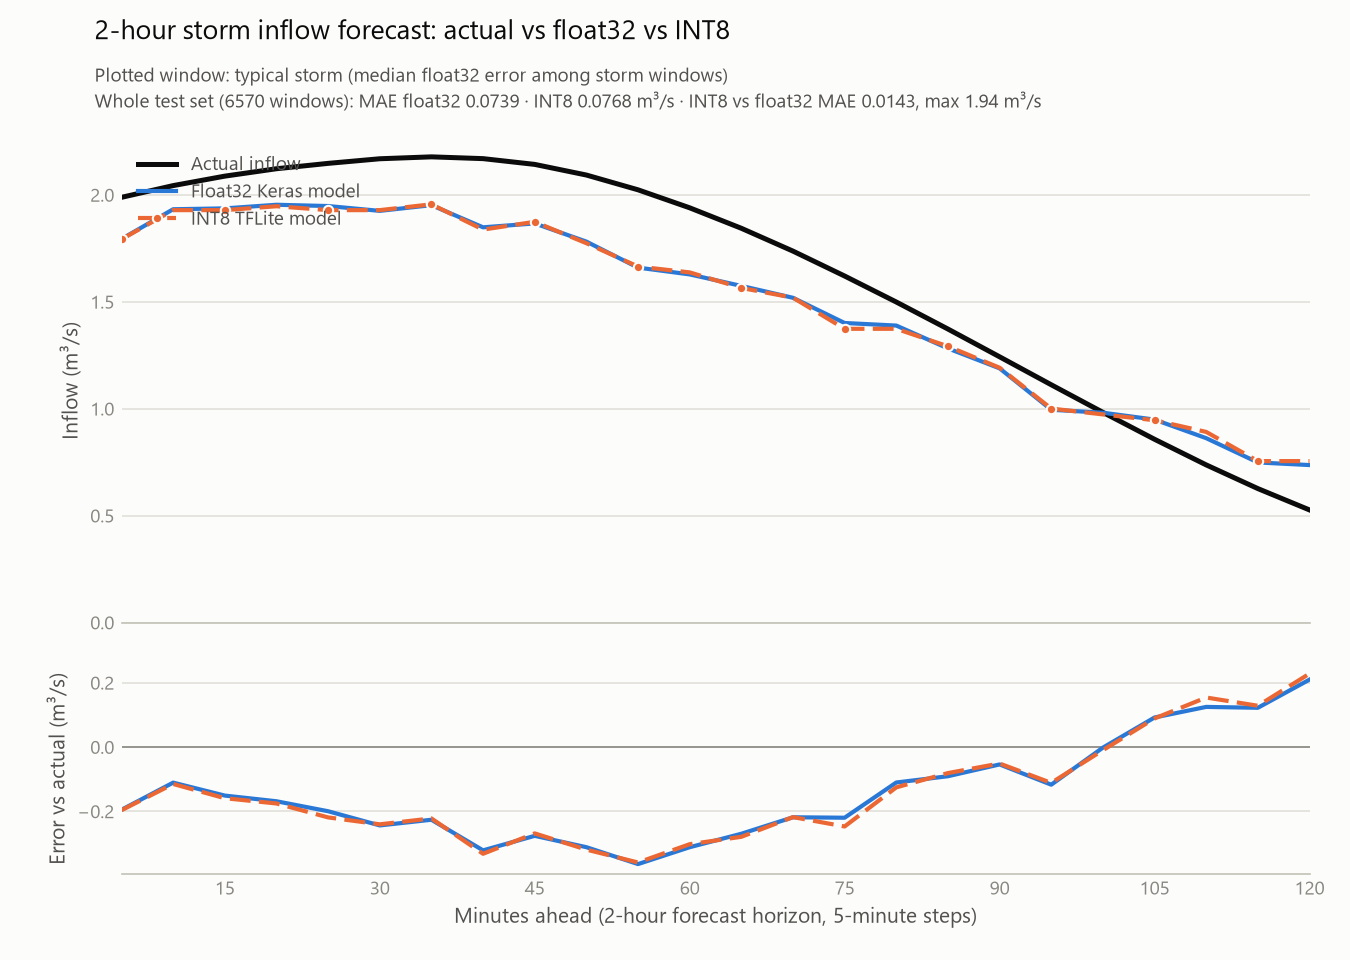 2-hour storm inflow forecast: actual vs float32 vs INT8
Plotted window: typical storm (median float32 error among storm windows)
Whole test set (6570 windows): MAE float32 0.0739 · INT8 0.0768 m³/s · INT8 vs float32 MAE 0.0143, max 1.94 m³/s
Actual inflow
Float32 Keras model
INT8 TFLite model
Inflow (m³/s)
2.0
1.5
1.0
0.5
0.0
Error vs actual (m³/s)
0.2
0.0
−0.2
15 30 45 60 75 90 105 120
Minutes ahead (2-hour forecast horizon, 5-minute steps)